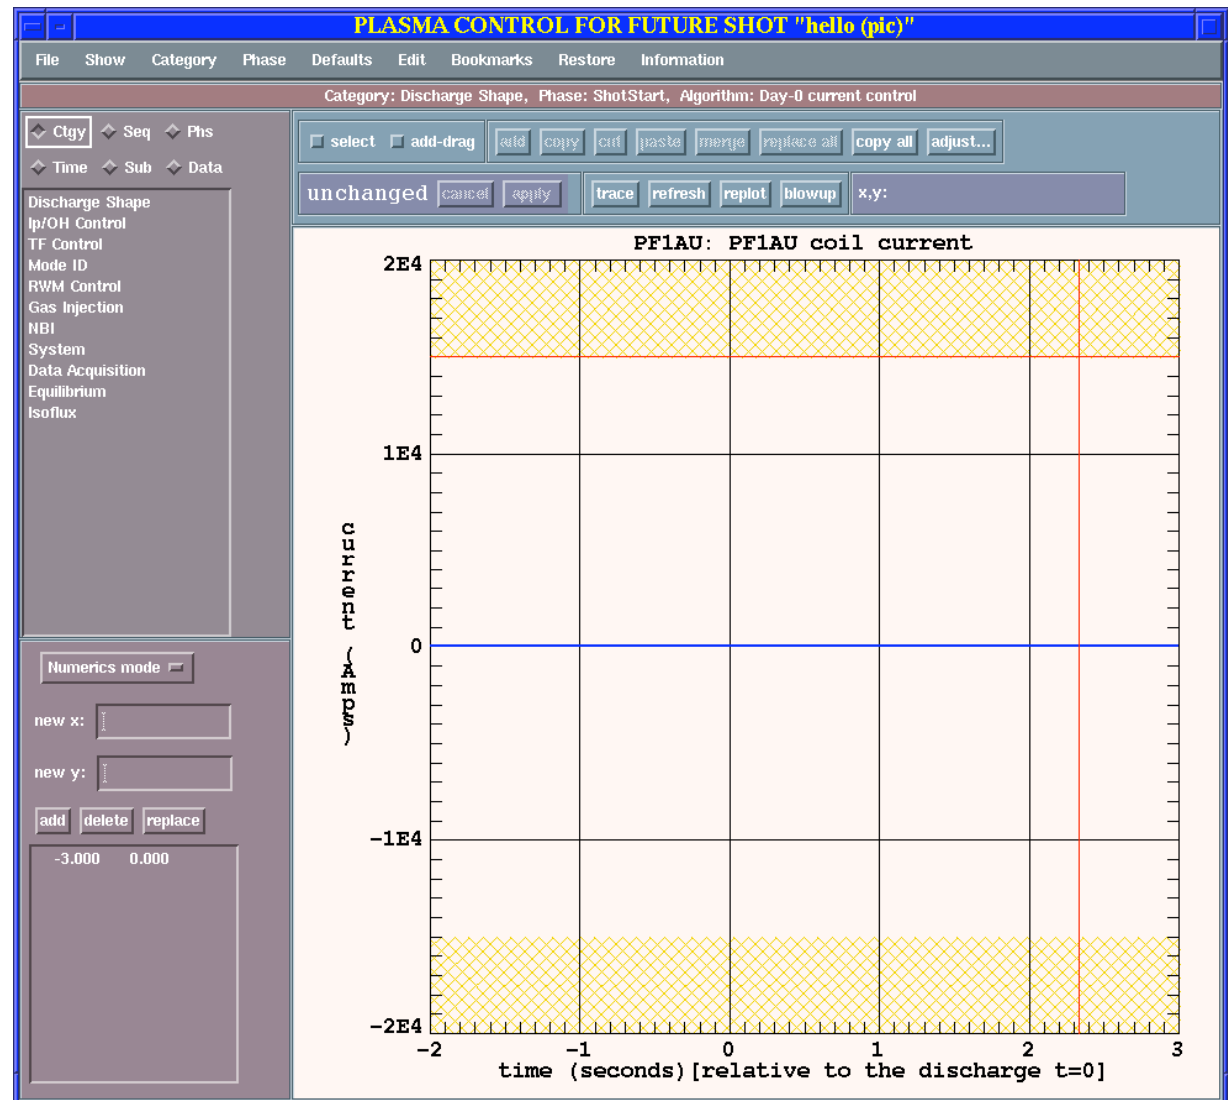 PLASMA CONTROL FOR FUTURE SHOT "hello (pic)"
File Show Category Phase Defaults Edit Bookmarks Restore Information
Category: Discharge Shape, Phase: ShotStart, Algorithm: Day-0 current control
Ctgy Seq Phs
Time Sub Data
Discharge Shape
Ip/OH Control
TF Control
Mode ID
RWM Control
Gas Injection
NBI
System
Data Acquisition
Equilibrium
Isoflux
select add-drag add copy cut paste merge replace all copy all adjust...
unchanged cancel apply trace refresh replot blowup x,y:
PF1AU: PF1AU coil current
2E4
1E4
0
-1E4
-2E4
current (Amps)
-2 -1 0 1 2 3
time (seconds)[relative to the discharge t=0]
Numerics mode
new x:
new y:
add delete replace
-3.000 0.000